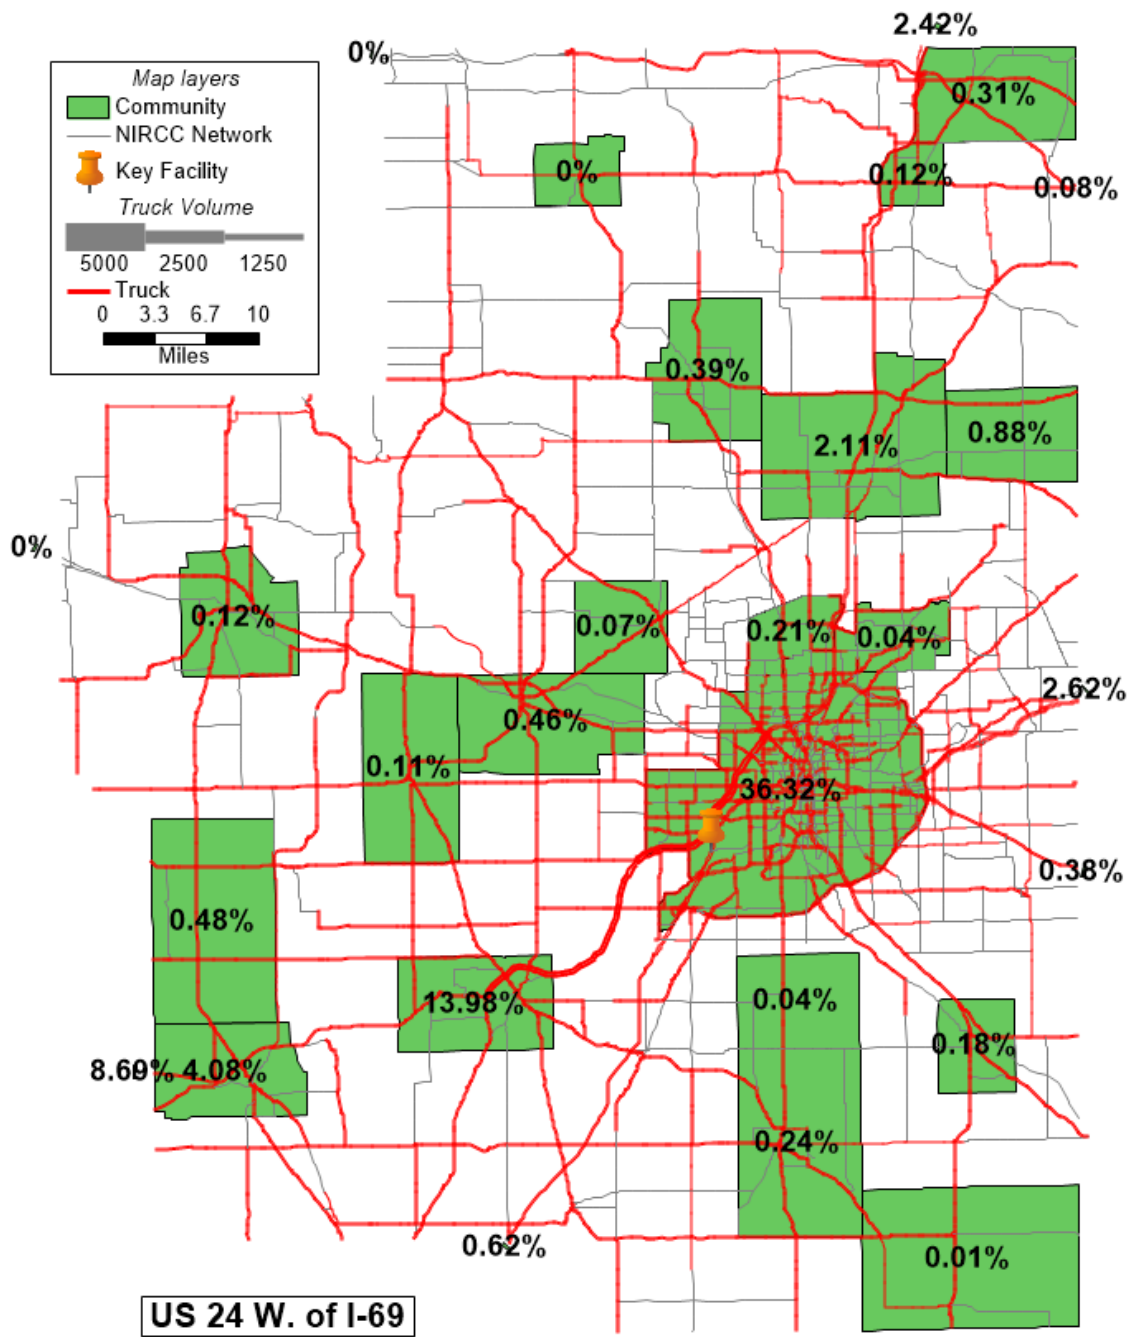 2.42%
0%
Map layers
Community
NIRCC Network
Key Facility
Truck Volume
5000 2500 1250
Truck
0 3.3 6.7 10
Miles
0.31%
0%
0.12%
0.08%
0.39%
2.11%
0.88%
0%
0.12%
0.07%
0.21%
0.04%
2.62%
0.46%
0.11%
36.32%
0.38%
0.48%
13.98%
0.04%
0.18%
8.69% 4.08%
0.24%
0.62%
0.01%
US 24 W. of I-69